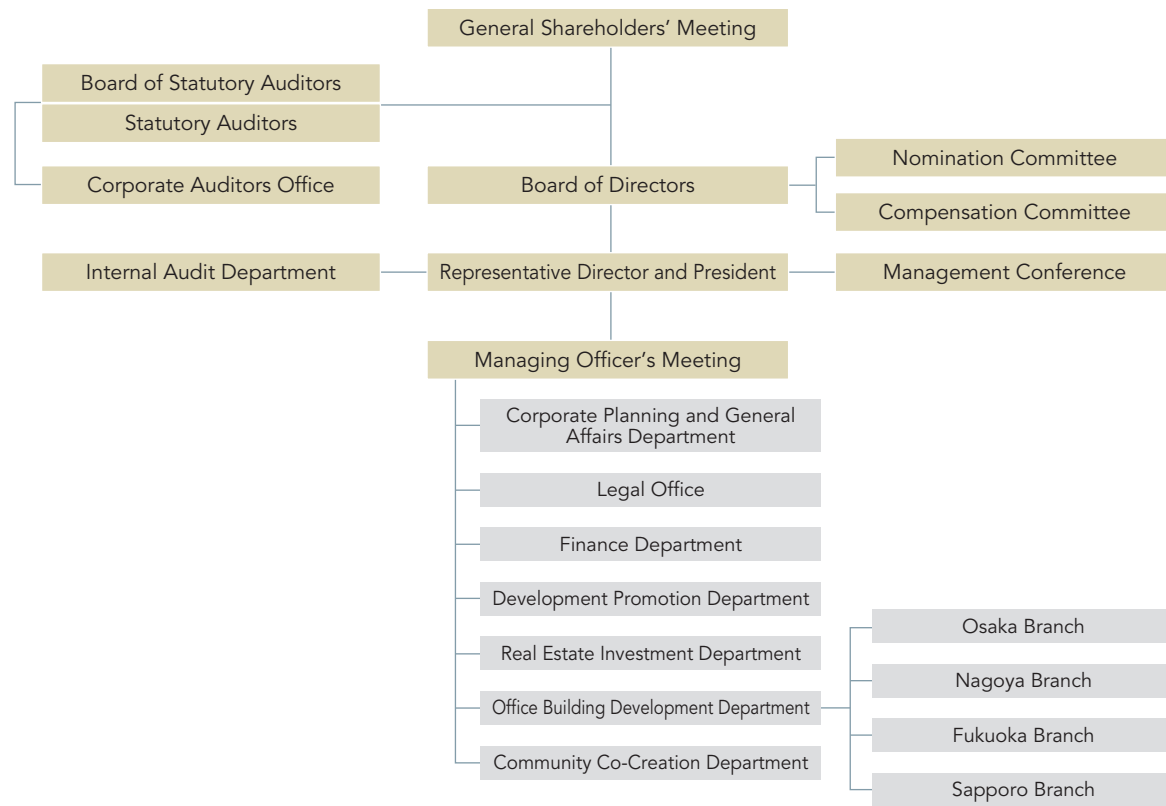 General Shareholders’ Meeting
Board of Statutory Auditors
Statutory Auditors
Corporate Auditors Office
Board of Directors
Nomination Committee
Compensation Committee
Internal Audit Department
Representative Director and President
Management Conference
Managing Officer’s Meeting
Corporate Planning and General
Affairs Department
Legal Office
Finance Department
Development Promotion Department
Real Estate Investment Department
Office Building Development Department
Community Co-Creation Department
Osaka Branch
Nagoya Branch
Fukuoka Branch
Sapporo Branch